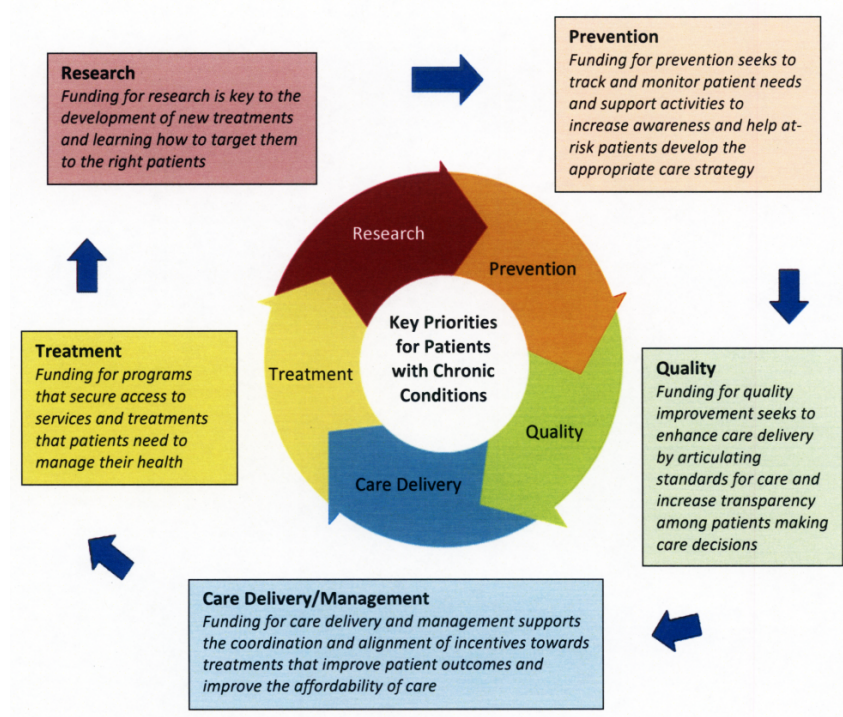 Research
Funding for research is key to the
development of new treatments
and learning how to target them
to the right patients
Prevention
Funding for prevention seeks to
track and monitor patient needs
and support activities to
increase awareness and help at-
risk patients develop the
appropriate care strategy
Research
Prevention
Key Priorities
for Patients
with Chronic
Conditions
Treatment
Quality
Care Delivery
Treatment
Funding for programs
that secure access to
services and treatments
that patients need to
manage their health
Quality
Funding for quality
improvement seeks to
enhance care delivery
by articulating
standards for care and
increase transparency
among patients making
care decisions
Care Delivery/Management
Funding for care delivery and management supports
the coordination and alignment of incentives towards
treatments that improve patient outcomes and
improve the affordability of care